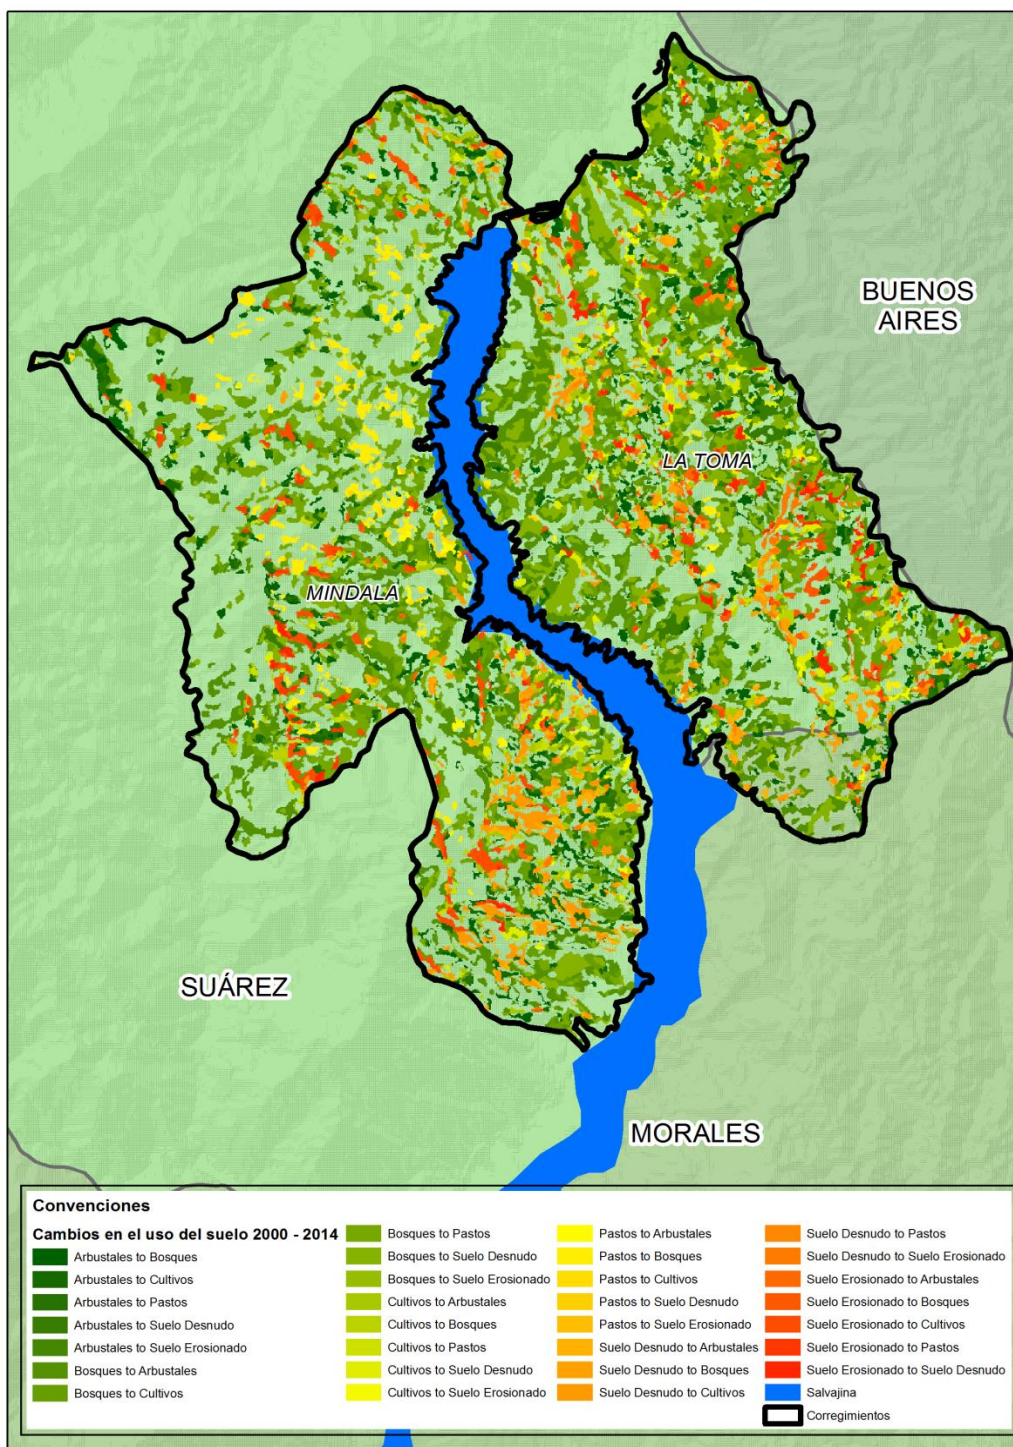 BUENOS
AIRES
LA TOMA
MINDALA
SUÁREZ
MORALES
Convenciones
Cambios en el uso del suelo 2000 - 2014
Arbustales to Bosques
Arbustales to Cultivos
Arbustales to Pastos
Arbustales to Suelo Desnudo
Arbustales to Suelo Erosionado
Bosques to Arbustales
Bosques to Cultivos
Bosques to Pastos
Bosques to Suelo Desnudo
Bosques to Suelo Erosionado
Cultivos to Arbustales
Cultivos to Bosques
Cultivos to Pastos
Cultivos to Suelo Desnudo
Cultivos to Suelo Erosionado
Pastos to Arbustales
Pastos to Bosques
Pastos to Cultivos
Pastos to Suelo Desnudo
Pastos to Suelo Erosionado
Suelo Desnudo to Arbustales
Suelo Desnudo to Bosques
Suelo Desnudo to Cultivos
Suelo Desnudo to Pastos
Suelo Desnudo to Suelo Erosionado
Suelo Erosionado to Arbustales
Suelo Erosionado to Bosques
Suelo Erosionado to Cultivos
Suelo Erosionado to Pastos
Suelo Erosionado to Suelo Desnudo
Salvajina
Corregimientos